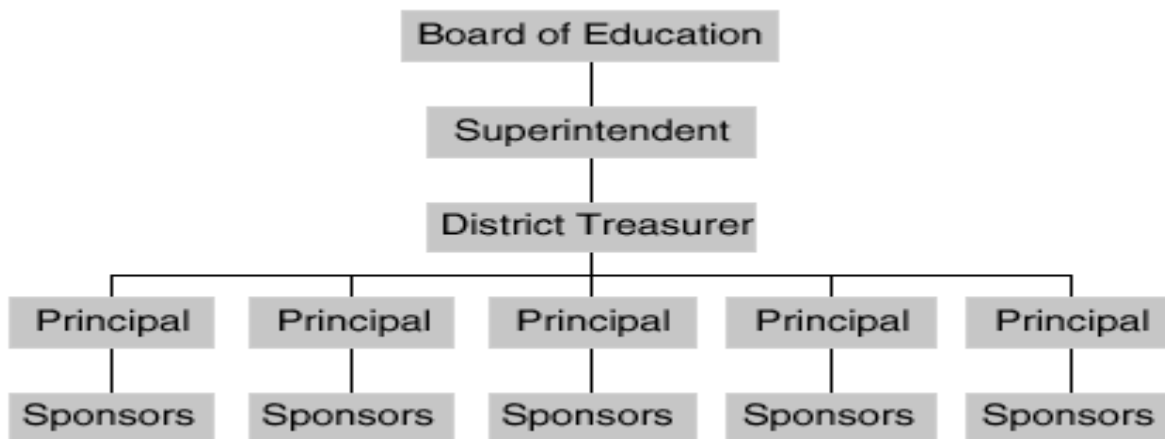 Board of Education
Superintendent
District Treasurer
Principal Principal Principal Principal Principal
Sponsors Sponsors Sponsors Sponsors Sponsors